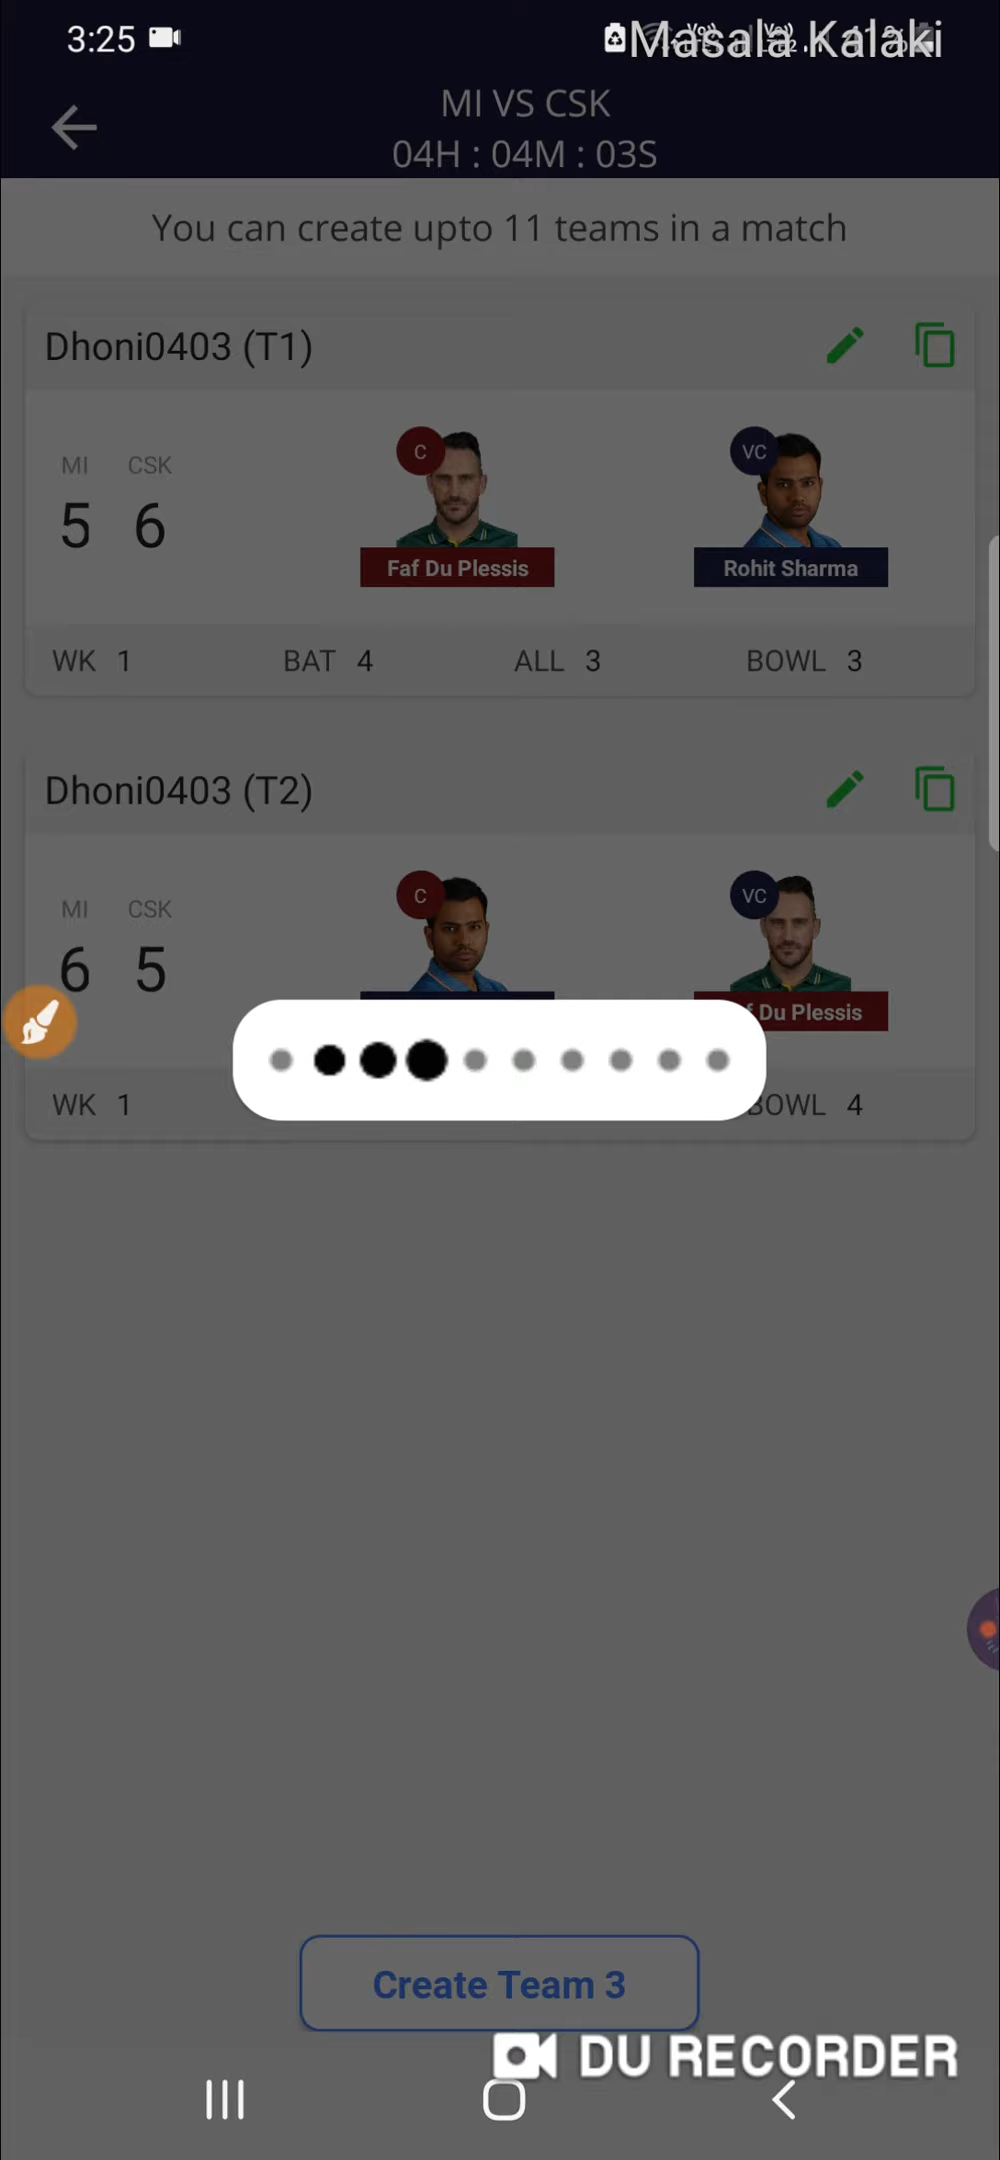 3:25
Masala Kalaki
MI VS CSK
04H : 04M : 03S
You can create upto 11 teams in a match
Dhoni0403 (T1)
MI CSK
5 6
C
VC
Faf Du Plessis
Rohit Sharma
WK 1 BAT 4 ALL 3 BOWL 3
Dhoni0403 (T2)
MI CSK
6 5
C
VC
Du Plessis
WK 1 BOWL 4
Create Team 3
DU RECORDER